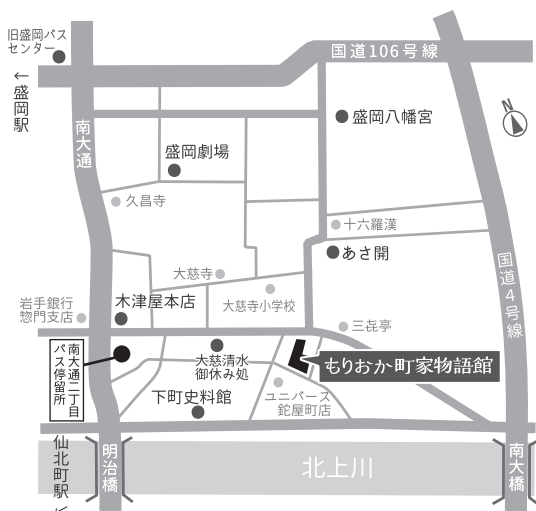 旧盛岡バス
センター
国道106号線
←盛岡駅
N
南大通
盛岡八幡宮
盛岡劇場
久昌寺
十六羅漢
あさ開
国道4号線
大慈寺
岩手銀行
惣門支店
木津屋本店
大慈寺小学校
三㐂亭
南大通二丁目
バス停留所
大慈清水
御休み処
もりおか町家物語館
下町史料館
ユニバース
鉈屋町店
仙北町駅
↓
明治橋
北上川
南大橋